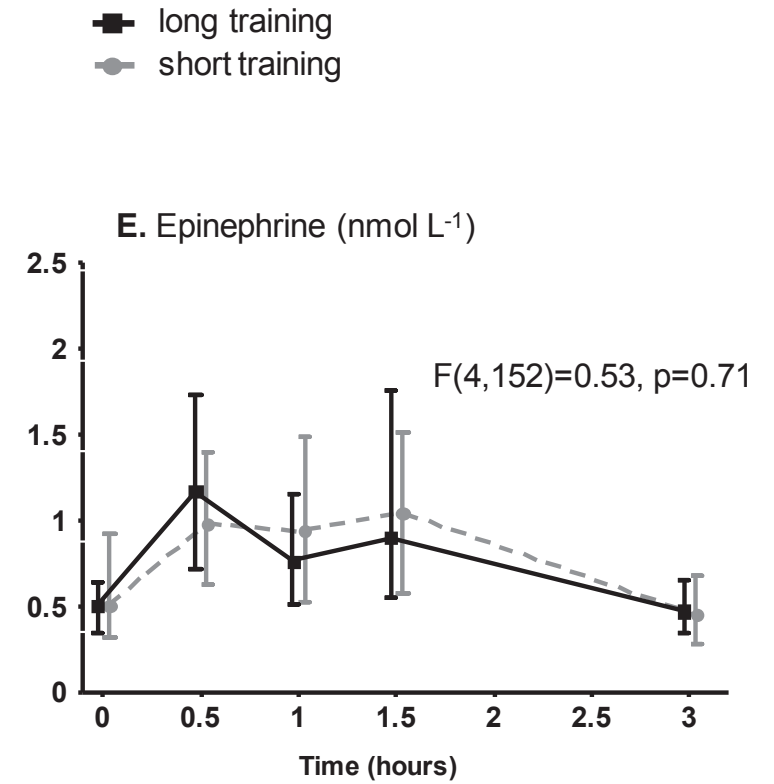 long training
short training
E. Epinephrine (nmol L-1)
2.5
2
F(4,152)=0.53, p=0.71
1.5
1
0.5
0
0 0.5 1 1.5 2 2.5 3
Time (hours)